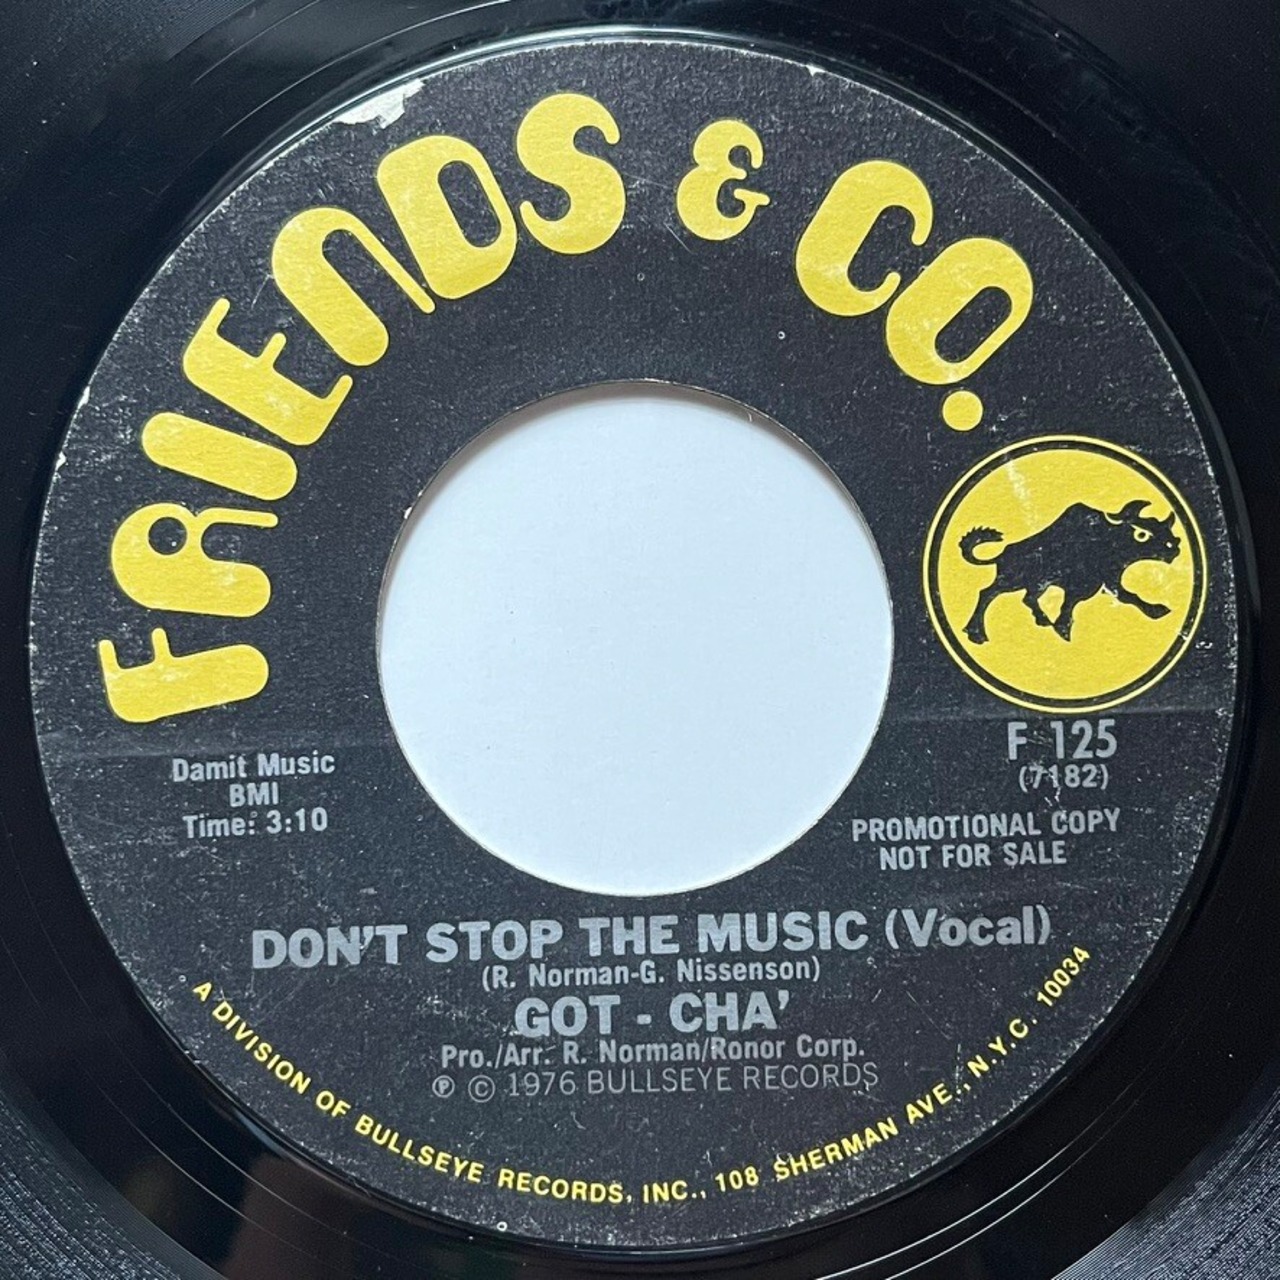 FRIENDS & CO.
Damit Music
BMI
Time: 3:10
F 125
(7182)
PROMOTIONAL COPY
NOT FOR SALE
DON'T STOP THE MUSIC (Vocal)
(R. Norman-G. Nissenson)
GOT - CHA'
Pro./Arr. R. Norman/Ronor Corp.
℗ © 1976 BULLSEYE RECORDS
A DIVISION OF BULLSEYE RECORDS, INC., 108 SHERMAN AVE., N.Y.C. 10034